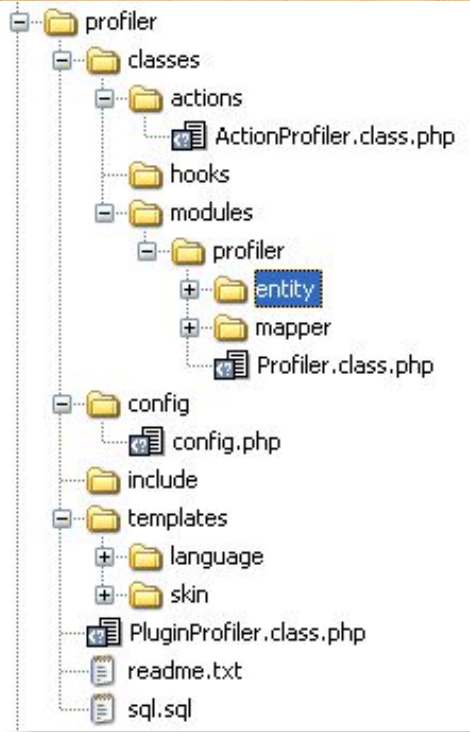 profiler
classes
actions
ActionProfiler.class.php
hooks
modules
profiler
entity
mapper
Profiler.class.php
config
config.php
include
templates
language
skin
PluginProfiler.class.php
readme.txt
sql.sql